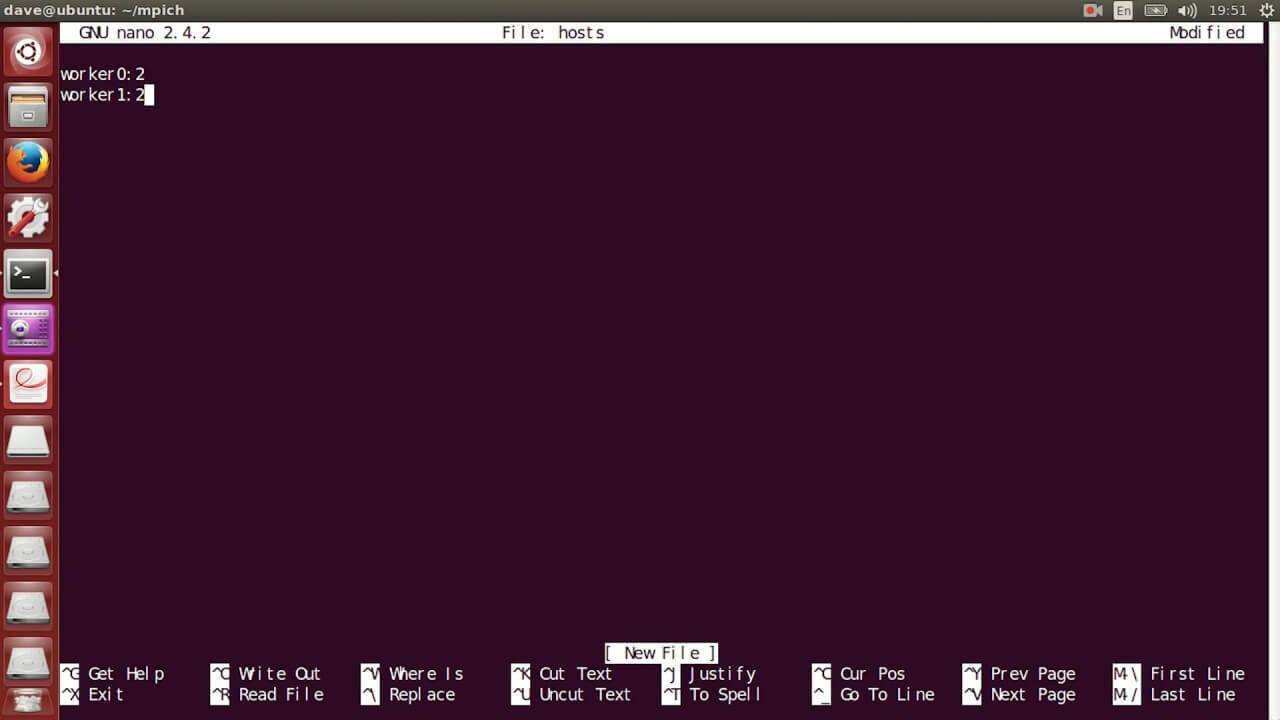 dave@ubuntu: ~/mpich
En
19:51
GNU nano 2.4.2 File: hosts Modified
worker0:2
worker1:2
[ New File ]
^G Get Help ^O Write Out ^W Where Is ^K Cut Text ^J Justify ^C Cur Pos ^Y Prev Page M-\ First Line
^X Exit ^R Read File ^\ Replace ^U Uncut Text ^T To Spell ^_ Go To Line ^V Next Page M-/ Last Line